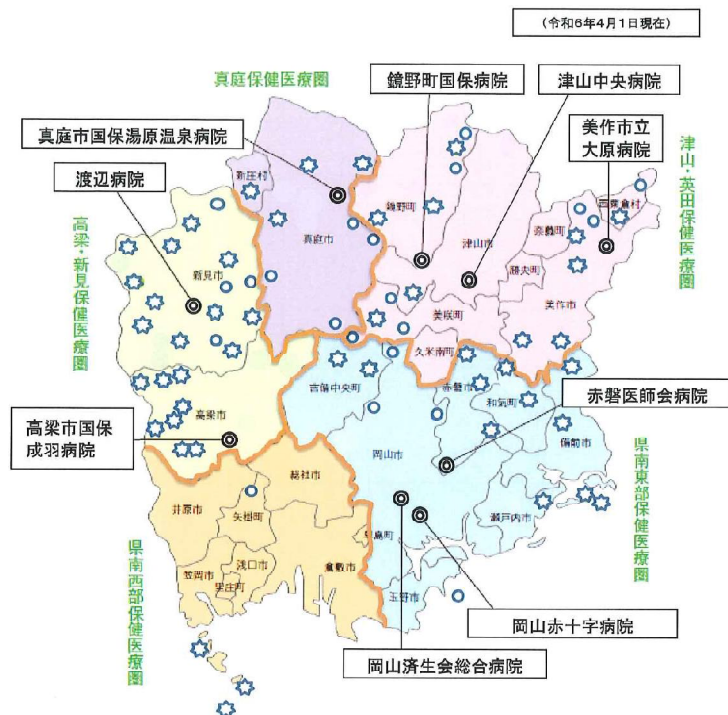 （令和6年4月1日現在）
真庭保健医療圏
鏡野町国保病院
津山中央病院
真庭市国保湯原温泉病院
美作市立
大原病院
渡辺病院
津山・英田保健医療圏
高梁・新見保健医療圏
新庄村
鏡野町
西粟倉村
奈義町
真庭市
津山市
勝央町
新見市
美咲町
美作市
久米南町
吉備中央町
赤磐市
和気町
赤磐医師会病院
高梁市
備前市
高梁市国保
成羽病院
岡山市
県南東部保健医療圏
総社市
井原市
矢掛町
瀬戸内市
早島町
浅口市
笠岡市
里庄町
倉敷市
玉野市
県南西部保健医療圏
岡山赤十字病院
岡山済生会総合病院